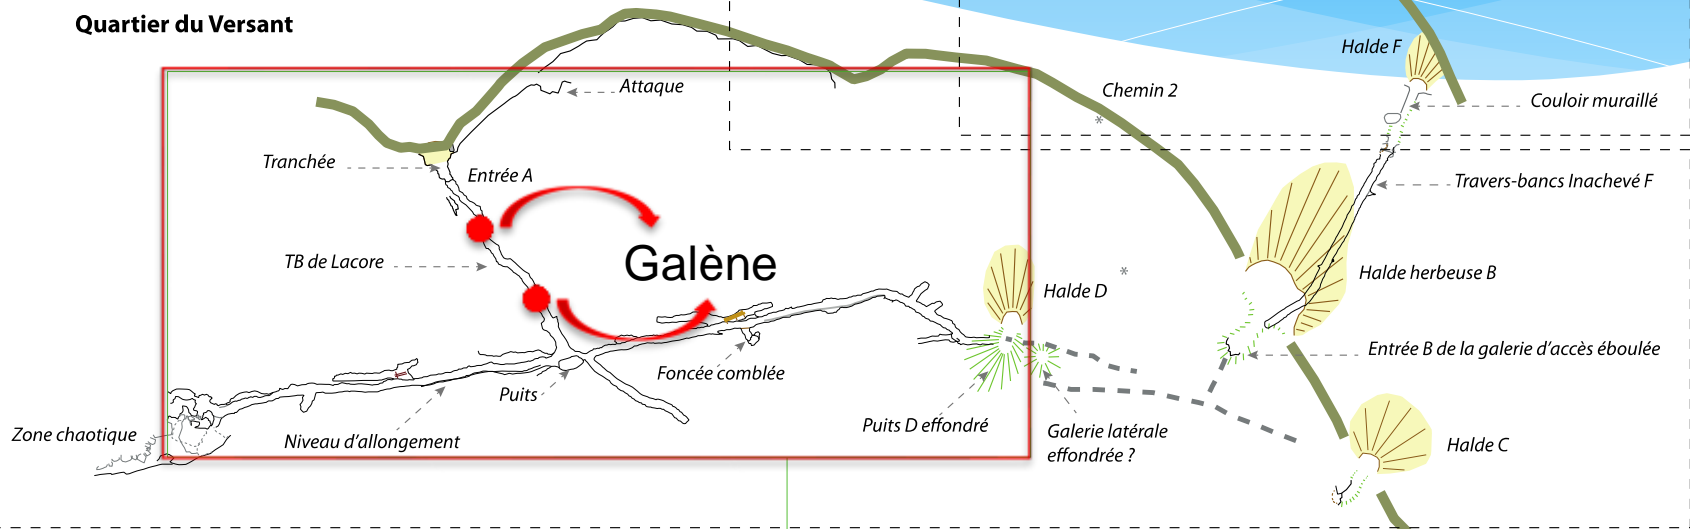 Quartier du Versant
Halde F
Attaque
Chemin 2
Couloir muraillé
Tranchée
Entrée A
Travers-bancs Inachevé F
TB de Lacore
Galène
Halde D
Halde herbeuse B
Entrée B de la galerie d'accès éboulée
Foncée comblée
Puits
Puits D effondré
Zone chaotique
Niveau d'allongement
Galerie latérale
effondrée ?
Halde C